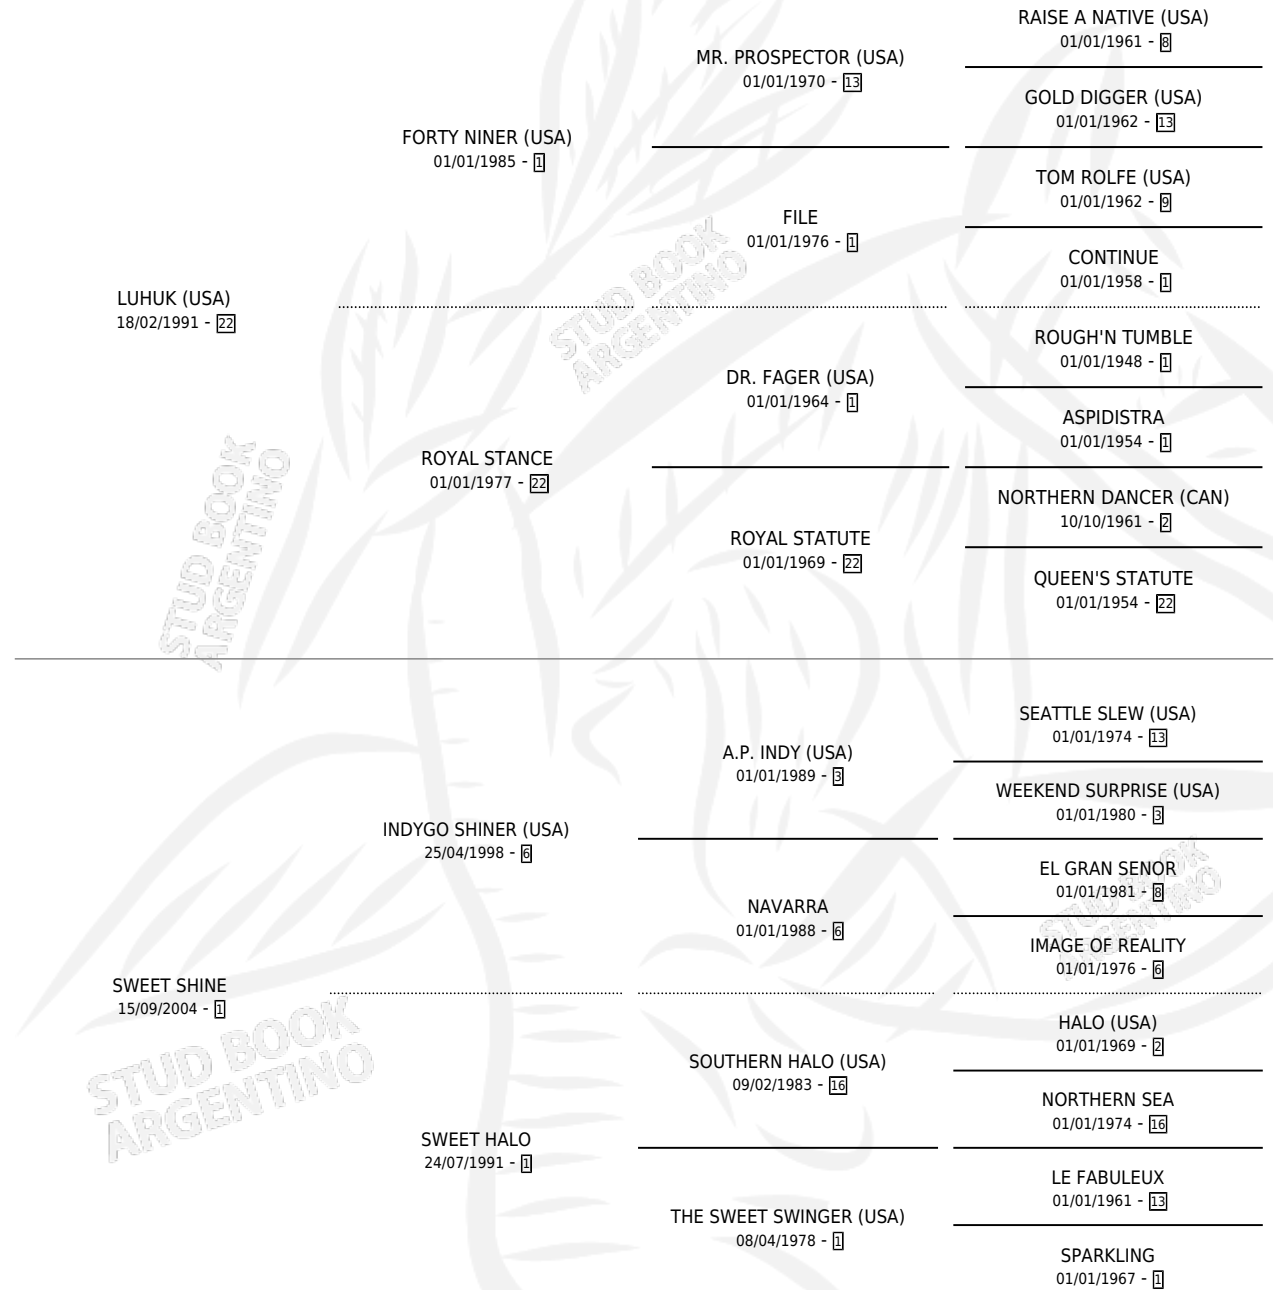 RAISE A NATIVE (USA)
01/01/1961 - 8
MR. PROSPECTOR (USA)
01/01/1970 - 13
GOLD DIGGER (USA)
01/01/1962 - 13
FORTY NINER (USA)
01/01/1985 - 1
TOM ROLFE (USA)
01/01/1962 - 9
FILE
01/01/1976 - 1
CONTINUE
01/01/1958 - 1
LUHUK (USA)
18/02/1991 - 22
ROUGH'N TUMBLE
01/01/1948 - 1
DR. FAGER (USA)
01/01/1964 - 1
ASPIDISTRA
01/01/1954 - 1
ROYAL STANCE
01/01/1977 - 22
NORTHERN DANCER (CAN)
10/10/1961 - 2
ROYAL STATUTE
01/01/1969 - 22
QUEEN'S STATUTE
01/01/1954 - 22
STUD BOOK
ARGENTINO
STUD BOOK
ARGENTINO
SEATTLE SLEW (USA)
01/01/1974 - 13
A.P. INDY (USA)
01/01/1989 - 3
WEEKEND SURPRISE (USA)
01/01/1980 - 3
INDYGO SHINER (USA)
25/04/1998 - 6
EL GRAN SENOR
01/01/1981 - 8
NAVARRA
01/01/1988 - 6
IMAGE OF REALITY
01/01/1976 - 6
STUD BOOK
ARGENTINO
SWEET SHINE
15/09/2004 - 1
HALO (USA)
01/01/1969 - 2
SOUTHERN HALO (USA)
09/02/1983 - 16
NORTHERN SEA
01/01/1974 - 16
STUD BOOK
ARGENTINO
SWEET HALO
24/07/1991 - 1
LE FABULEUX
01/01/1961 - 13
THE SWEET SWINGER (USA)
08/04/1978 - 1
SPARKLING
01/01/1967 - 1